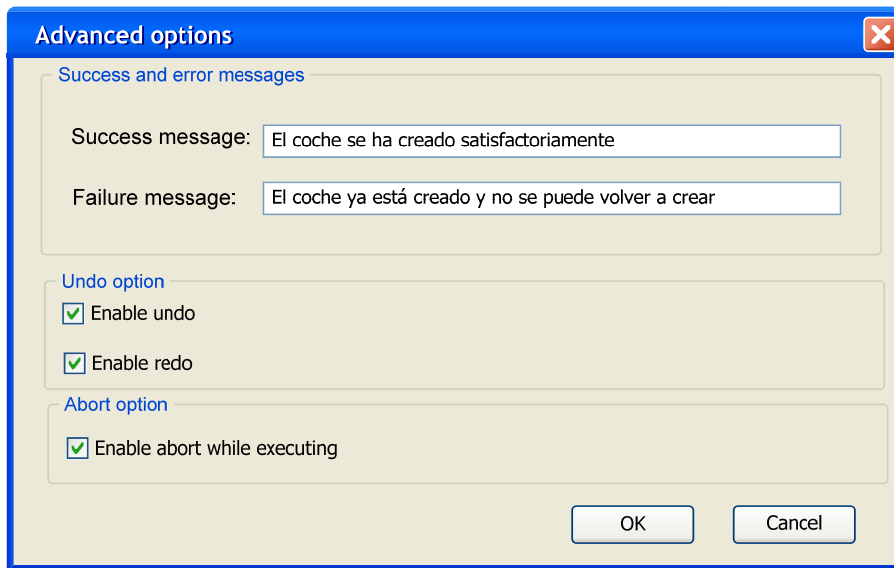 Advanced options
Success and error messages
Success message: El coche se ha creado satisfactoriamente
Failure message: El coche ya está creado y no se puede volver a crear
Undo option
Enable undo
Enable redo
Abort option
Enable abort while executing
OK Cancel